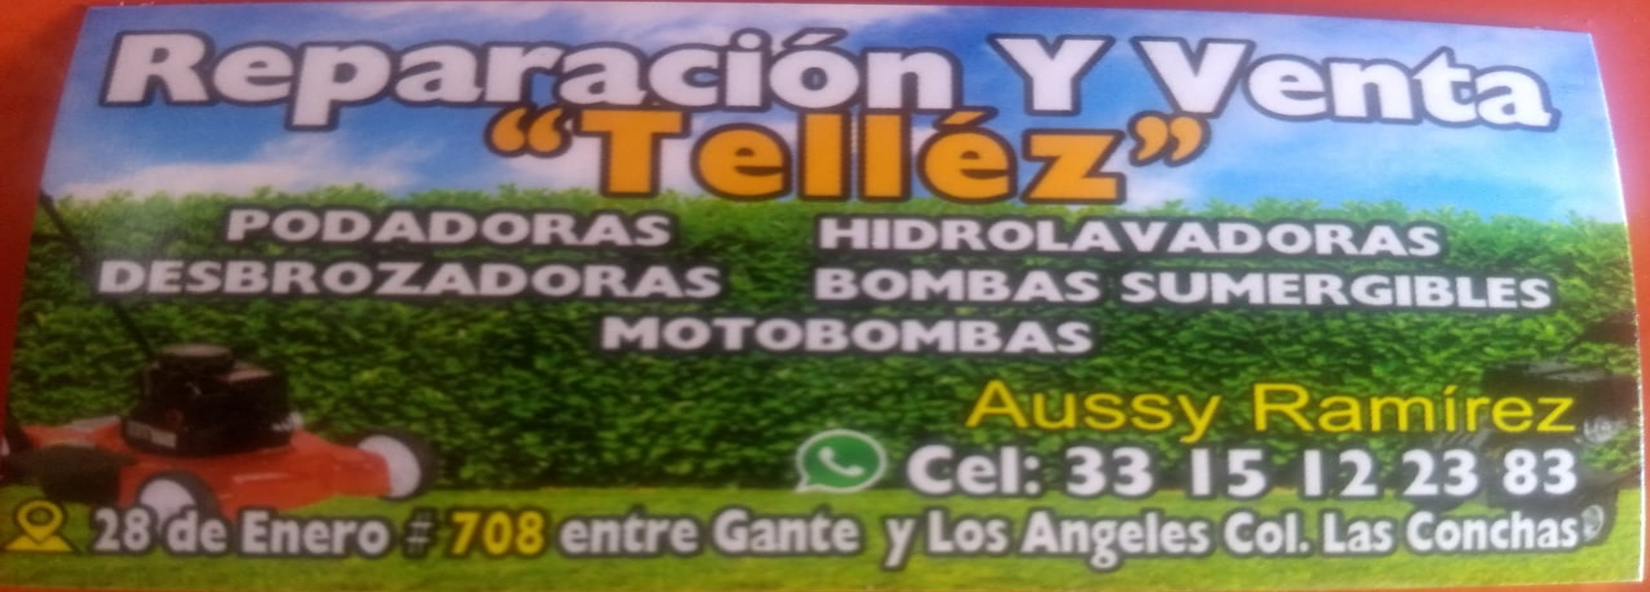 Reparación Y Venta
“Telléz”
PODADORAS HIDROLAVADORAS
DESBROZADORAS BOMBAS SUMERGIBLES
MOTOBOMBAS
Aussy Ramírez
Cel: 33 15 12 23 83
28 de Enero # 708 entre Gante y Los Angeles Col. Las Conchas